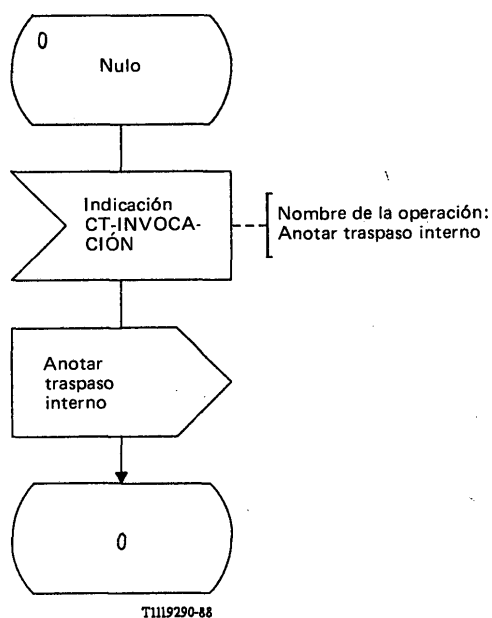 0
Nulo
Indicación
CT-INVOCA-
CIÓN
Nombre de la operación:
Anotar traspaso interno
Anotar
traspaso
interno
0
T1119290-88